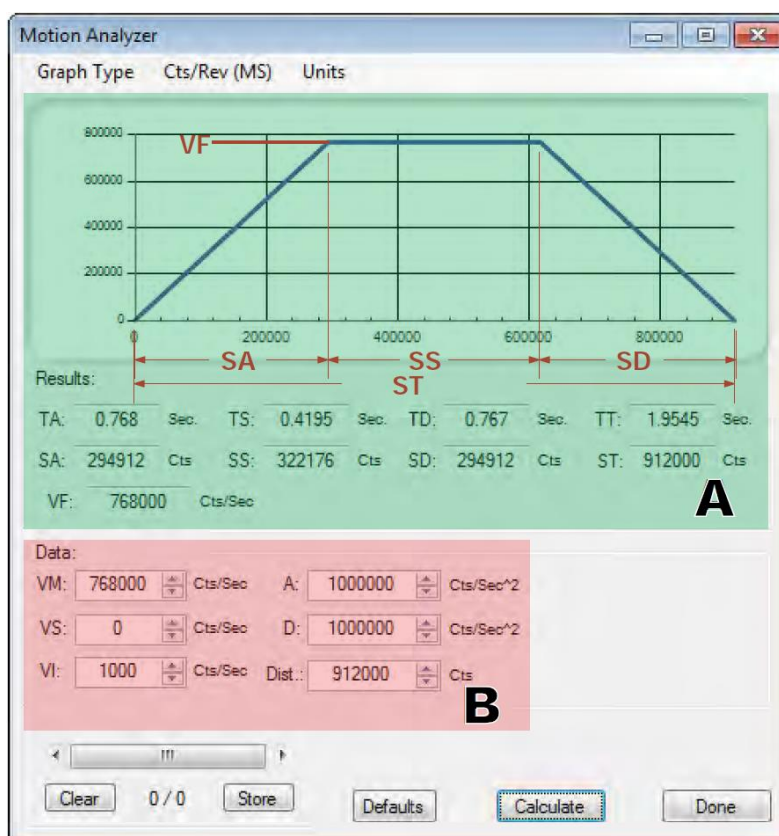 Motion Analyzer
Graph Type Cts/Rev (MS) Units
800000
VF
600000
400000
200000
0
0 200000 400000 600000 800000
SA SS SD
ST
Results:
TA: 0.768 Sec. TS: 0.4195 Sec. TD: 0.767 Sec. TT: 1.9545 Sec.
SA: 294912 Cts SS: 322176 Cts SD: 294912 Cts ST: 912000 Cts
VF: 768000 Cts/Sec
A
Data:
VM: 768000 Cts/Sec A: 1000000 Cts/Sec^2
VS: 0 Cts/Sec D: 1000000 Cts/Sec^2
VI: 1000 Cts/Sec Dist.: 912000 Cts
B
Clear 0 / 0 Store Defaults Calculate Done